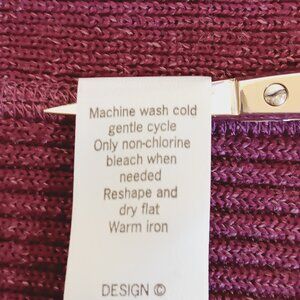 Machine wash cold
gentle cycle
Only non-chlorine
bleach when
needed
Reshape and
dry flat
Warm iron
DESIGN ©